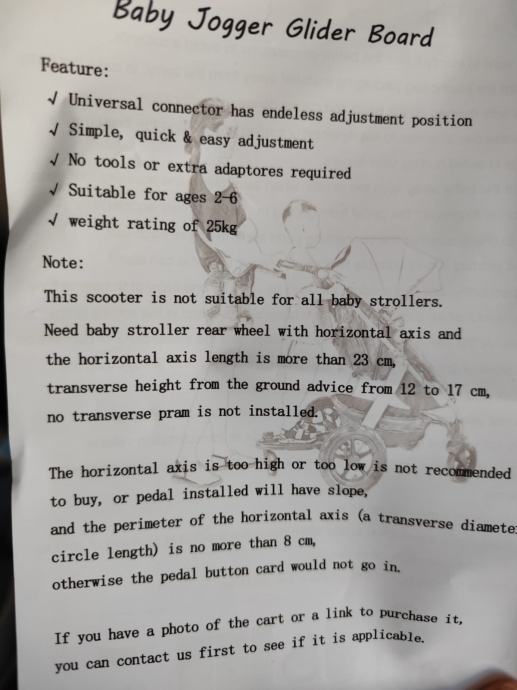 Baby Jogger Glider Board
Feature:
√ Universal connector has endeless adjustment position
√ Simple, quick & easy adjustment
√ No tools or extra adaptores required
√ Suitable for ages 2-6
√ weight rating of 25kg
Note:
This scooter is not suitable for all baby strollers.
Need baby stroller rear wheel with horizontal axis and
the horizontal axis length is more than 23 cm,
transverse height from the ground advice from 12 to 17 cm,
no transverse pram is not installed.
The horizontal axis is too high or too low is not recommended
to buy, or pedal installed will have slope,
and the perimeter of the horizontal axis (a transverse diameter
circle length) is no more than 8 cm,
otherwise the pedal button card would not go in.
If you have a photo of the cart or a link to purchase it,
you can contact us first to see if it is applicable.